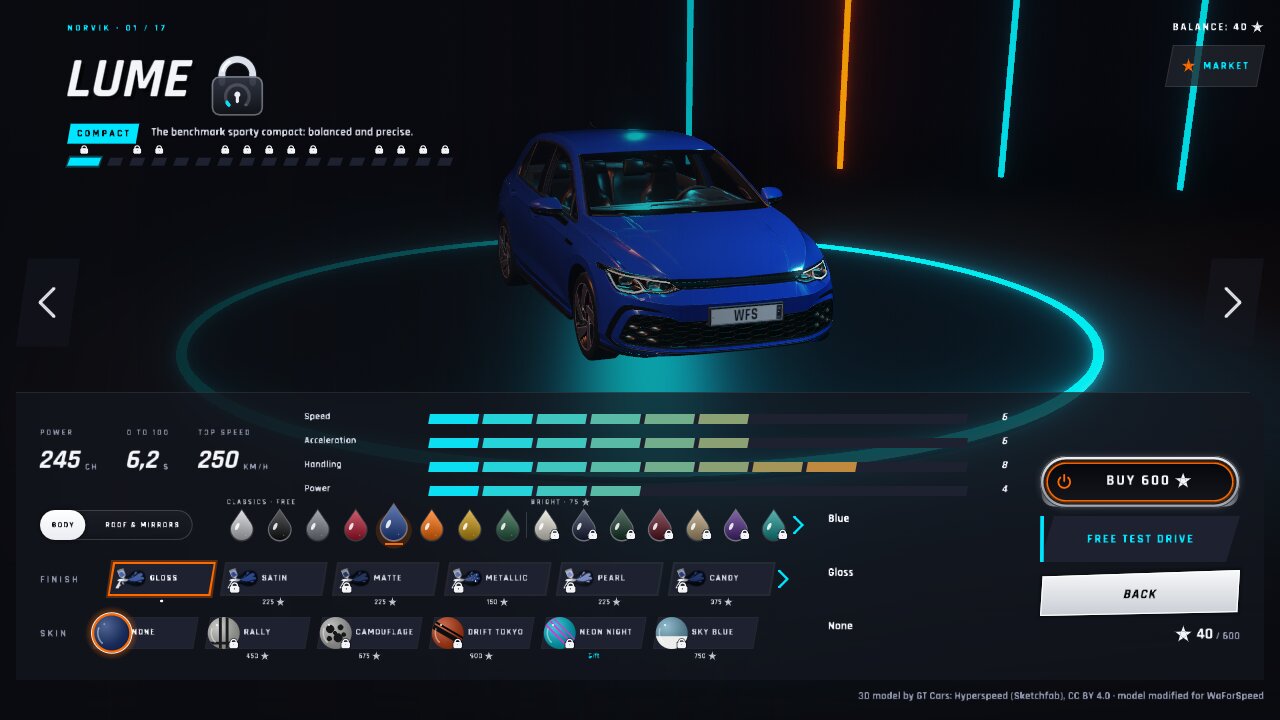 NORVIK · 01 / 17
BALANCE: 40 ★
LUME
★ MARKET
COMPACT
The benchmark sporty compact: balanced and precise.
WFS
POWER
245 CH
0 TO 100
6,2 S
TOP SPEED
250 KM/H
Speed
6
Acceleration
6
Handling
8
Power
4
BUY 600 ★
CLASSICS · FREE
BRIGHT · 75 ★
BODY
ROOF & MIRRORS
Blue
FREE TEST DRIVE
FINISH
GLOSS
SATIN
225 ★
MATTE
225 ★
METALLIC
150 ★
PEARL
225 ★
CANDY
375 ★
Gloss
BACK
SKIN
NONE
RALLY
450 ★
CAMOUFLAGE
675 ★
DRIFT TOKYO
900 ★
NEON NIGHT
Gift
SKY BLUE
750 ★
None
★ 40 / 600
3D model by GT Cars: Hyperspeed (Sketchfab), CC BY 4.0 · model modified for WaForSpeed